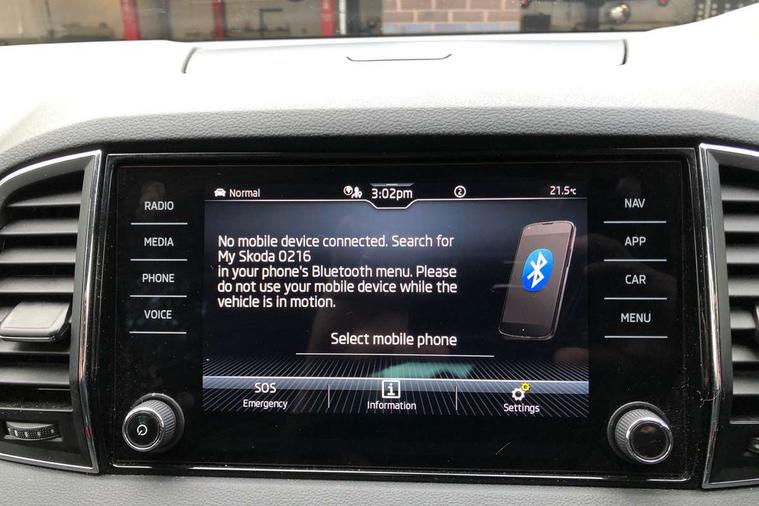 Normal
3:02pm
2
21.5°C
RADIO
MEDIA
PHONE
VOICE
NAV
APP
CAR
MENU
No mobile device connected. Search for
My Skoda 0216
in your phone's Bluetooth menu. Please
do not use your mobile device while the
vehicle is in motion.
Select mobile phone
SOS
Emergency
i
Information
Settings